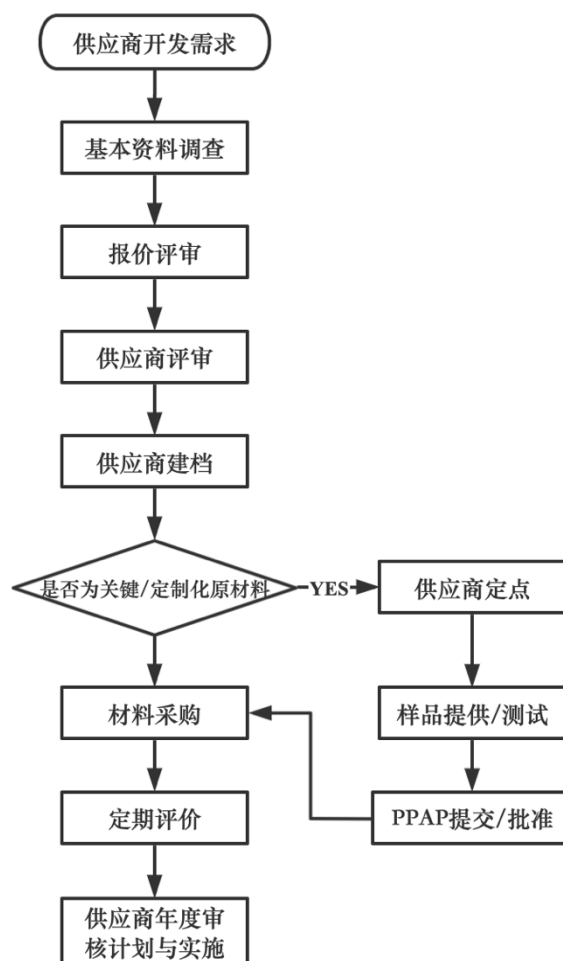 供应商开发需求
基本资料调查
报价评审
供应商评审
供应商建档
是否为关键/定制化原材料
YES
供应商定点
材料采购
样品提供/测试
定期评价
PPAP提交/批准
供应商年度审
核计划与实施